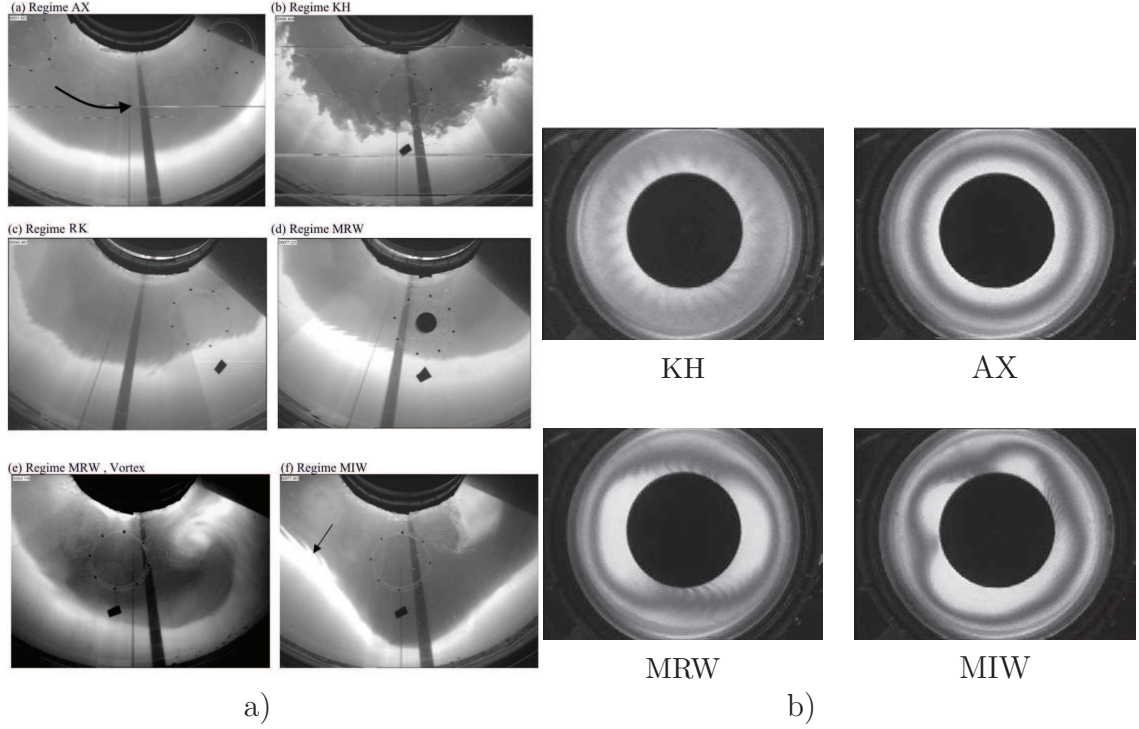 (a) Regime AX
(b) Regime KH
(c) Regime RK
(d) Regime MRW
(e) Regime MRW , Vortex
(f) Regime MIW
a)
KH
AX
MRW
MIW
b)